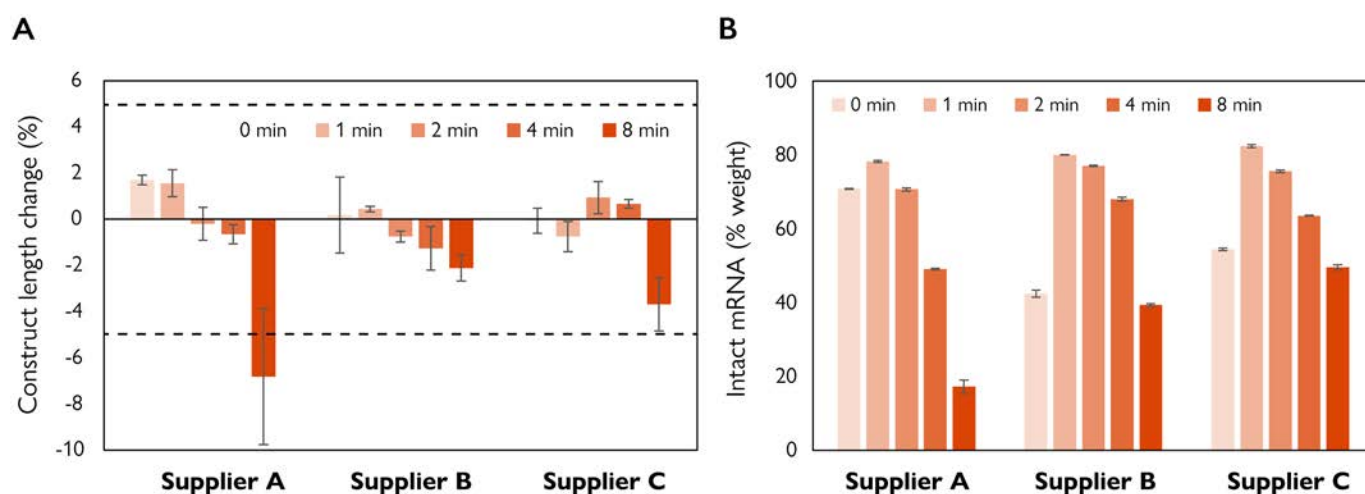 A
Construct length change (%)
6
4
2
0
-2
-4
-6
-8
-10
0 min 1 min 2 min 4 min 8 min
Supplier A Supplier B Supplier C
B
Intact mRNA (% weight)
100
80
60
40
20
0
0 min 1 min 2 min 4 min 8 min
Supplier A Supplier B Supplier C